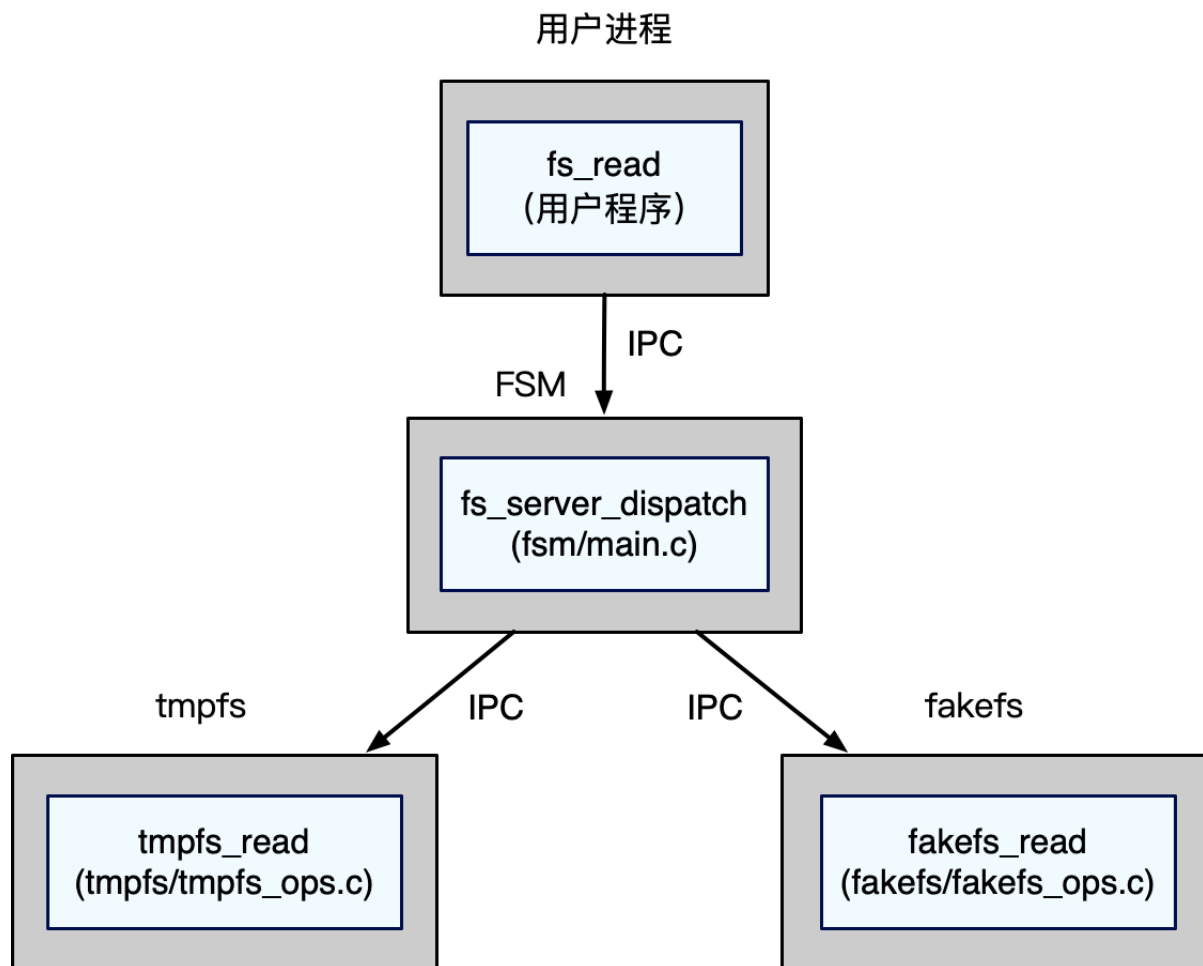 用户进程
fs_read
（用户程序）
IPC
FSM
fs_server_dispatch
(fsm/main.c)
tmpfs
IPC
IPC
fakefs
tmpfs_read
(tmpfs/tmpfs_ops.c)
fakefs_read
(fakefs/fakefs_ops.c)